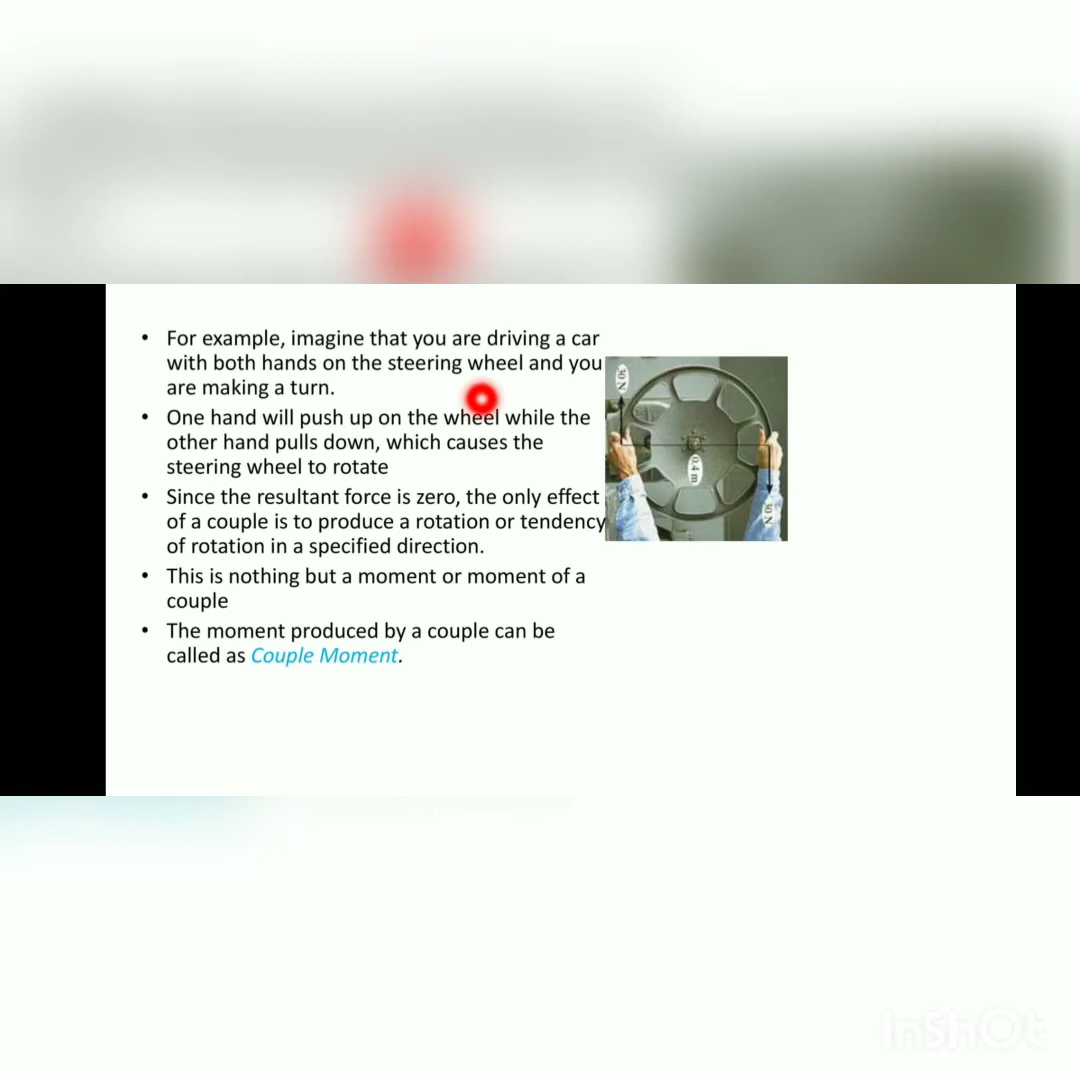 • For example, imagine that you are driving a car
with both hands on the steering wheel and you
are making a turn.
• One hand will push up on the wheel while the
other hand pulls down, which causes the
steering wheel to rotate
• Since the resultant force is zero, the only effect
of a couple is to produce a rotation or tendency
of rotation in a specified direction.
• This is nothing but a moment or moment of a
couple
• The moment produced by a couple can be
called as Couple Moment.
30 N
0.4 m
30 N
InShOt